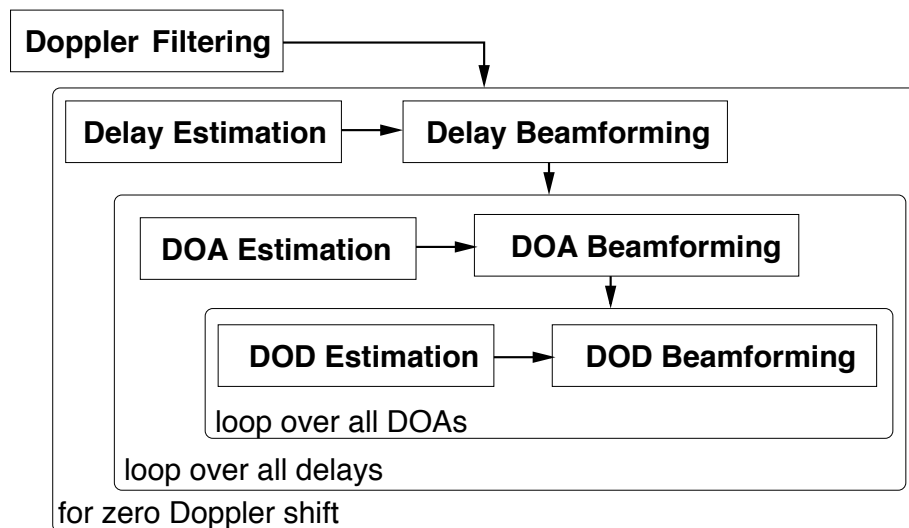 Doppler Filtering
Delay Estimation
Delay Beamforming
DOA Estimation
DOA Beamforming
DOD Estimation
DOD Beamforming
loop over all DOAs
loop over all delays
for zero Doppler shift